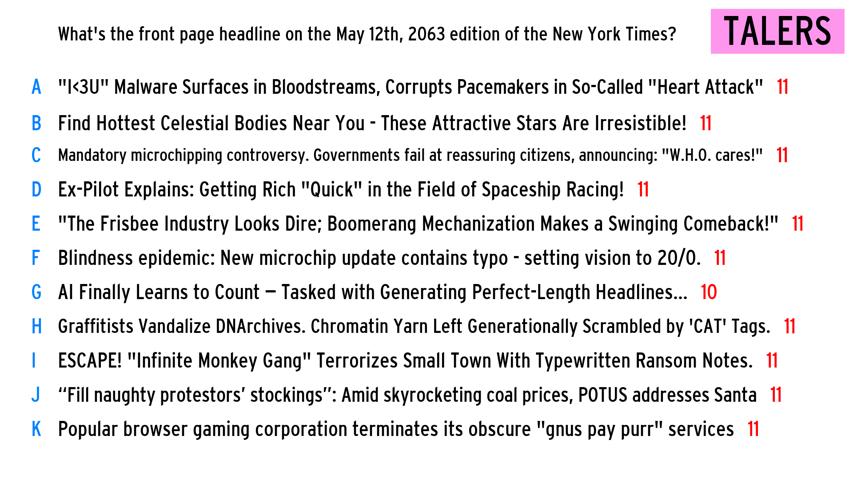 What's the front page headline on the May 12th, 2063 edition of the New York Times?
TALERS
A "I<3U" Malware Surfaces in Bloodstreams, Corrupts Pacemakers in So-Called "Heart Attack" 11
B Find Hottest Celestial Bodies Near You - These Attractive Stars Are Irresistible! 11
C Mandatory microchipping controversy. Governments fail at reassuring citizens, announcing: "W.H.O. cares!" 11
D Ex-Pilot Explains: Getting Rich "Quick" in the Field of Spaceship Racing! 11
E "The Frisbee Industry Looks Dire; Boomerang Mechanization Makes a Swinging Comeback!" 11
F Blindness epidemic: New microchip update contains typo - setting vision to 20/0. 11
G AI Finally Learns to Count — Tasked with Generating Perfect-Length Headlines... 10
H Graffitists Vandalize DNArchives. Chromatin Yarn Left Generationally Scrambled by 'CAT' Tags. 11
I ESCAPE! "Infinite Monkey Gang" Terrorizes Small Town With Typewritten Ransom Notes. 11
J “Fill naughty protestors’ stockings”: Amid skyrocketing coal prices, POTUS addresses Santa 11
K Popular browser gaming corporation terminates its obscure "gnus pay purr" services 11